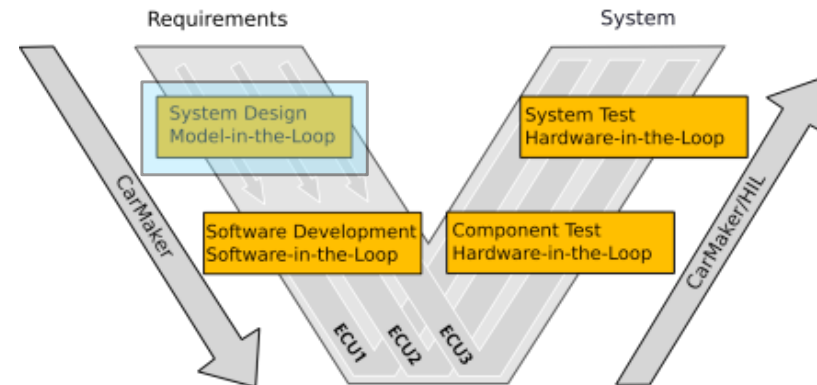 Requirements
System
System Design
Model-in-the-Loop
System Test
Hardware-in-the-Loop
CarMaker
Software Development
Software-in-the-Loop
Component Test
Hardware-in-the-Loop
CarMaker/HIL
ECU1
ECU2
ECU3